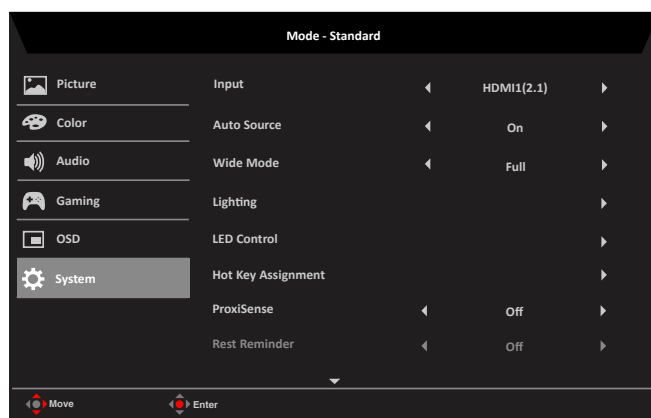 Mode - Standard
Picture
Input HDMI1(2.1)
Color
Auto Source On
Audio
Wide Mode Full
Gaming
Lighting
OSD
LED Control
System
Hot Key Assignment
ProxiSense Off
Rest Reminder Off
Move Enter